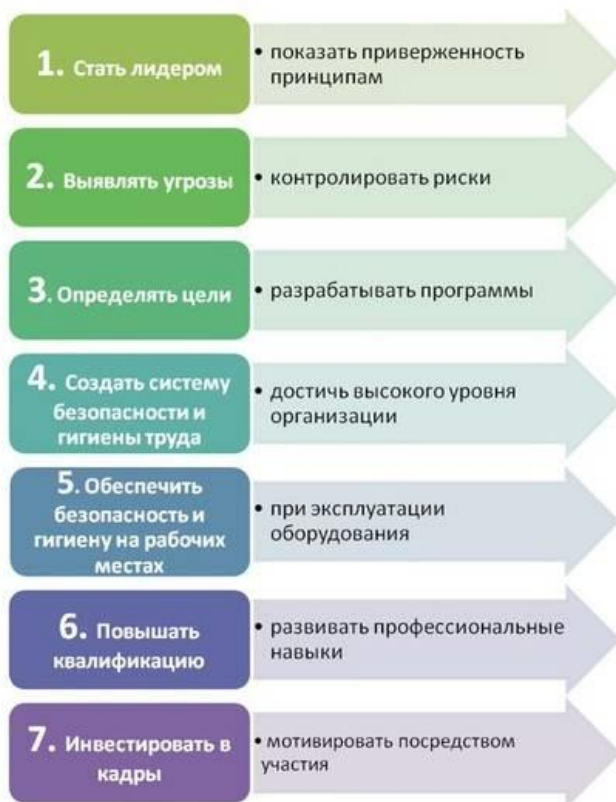 1. Стать лидером
• показать приверженность
принципам
2. Выявлять угрозы
• контролировать риски
3. Определять цели
• разрабатывать программы
4. Создать систему
безопасности и
гигиены труда
• достичь высокого уровня
организации
5. Обеспечить
безопасность и
гигиену на рабочих
местах
• при эксплуатации
оборудования
6. Повышать
квалификацию
• развивать профессиональные
навыки
7. Инвестировать в
кадры
• мотивировать посредством
участия